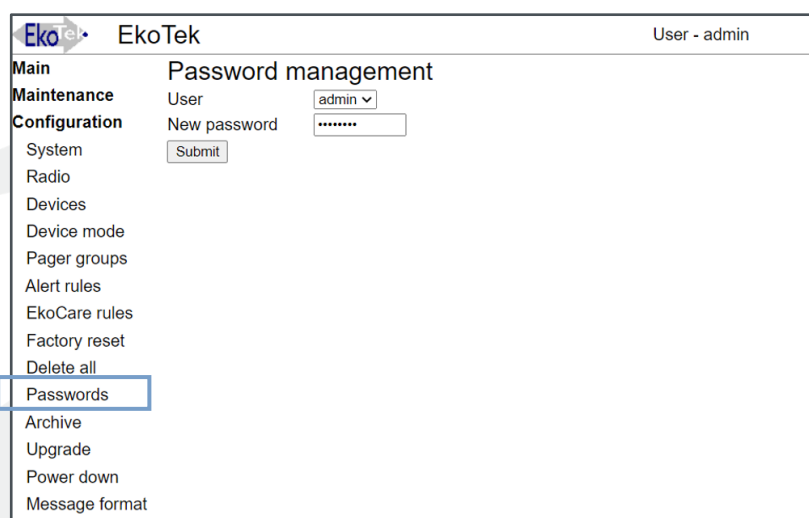 EkoTek EkoTek User - admin
Main
Maintenance
Configuration
System
Radio
Devices
Device mode
Pager groups
Alert rules
EkoCare rules
Factory reset
Delete all
Passwords
Archive
Upgrade
Power down
Message format
Password management
User admin
New password ••••••••
Submit